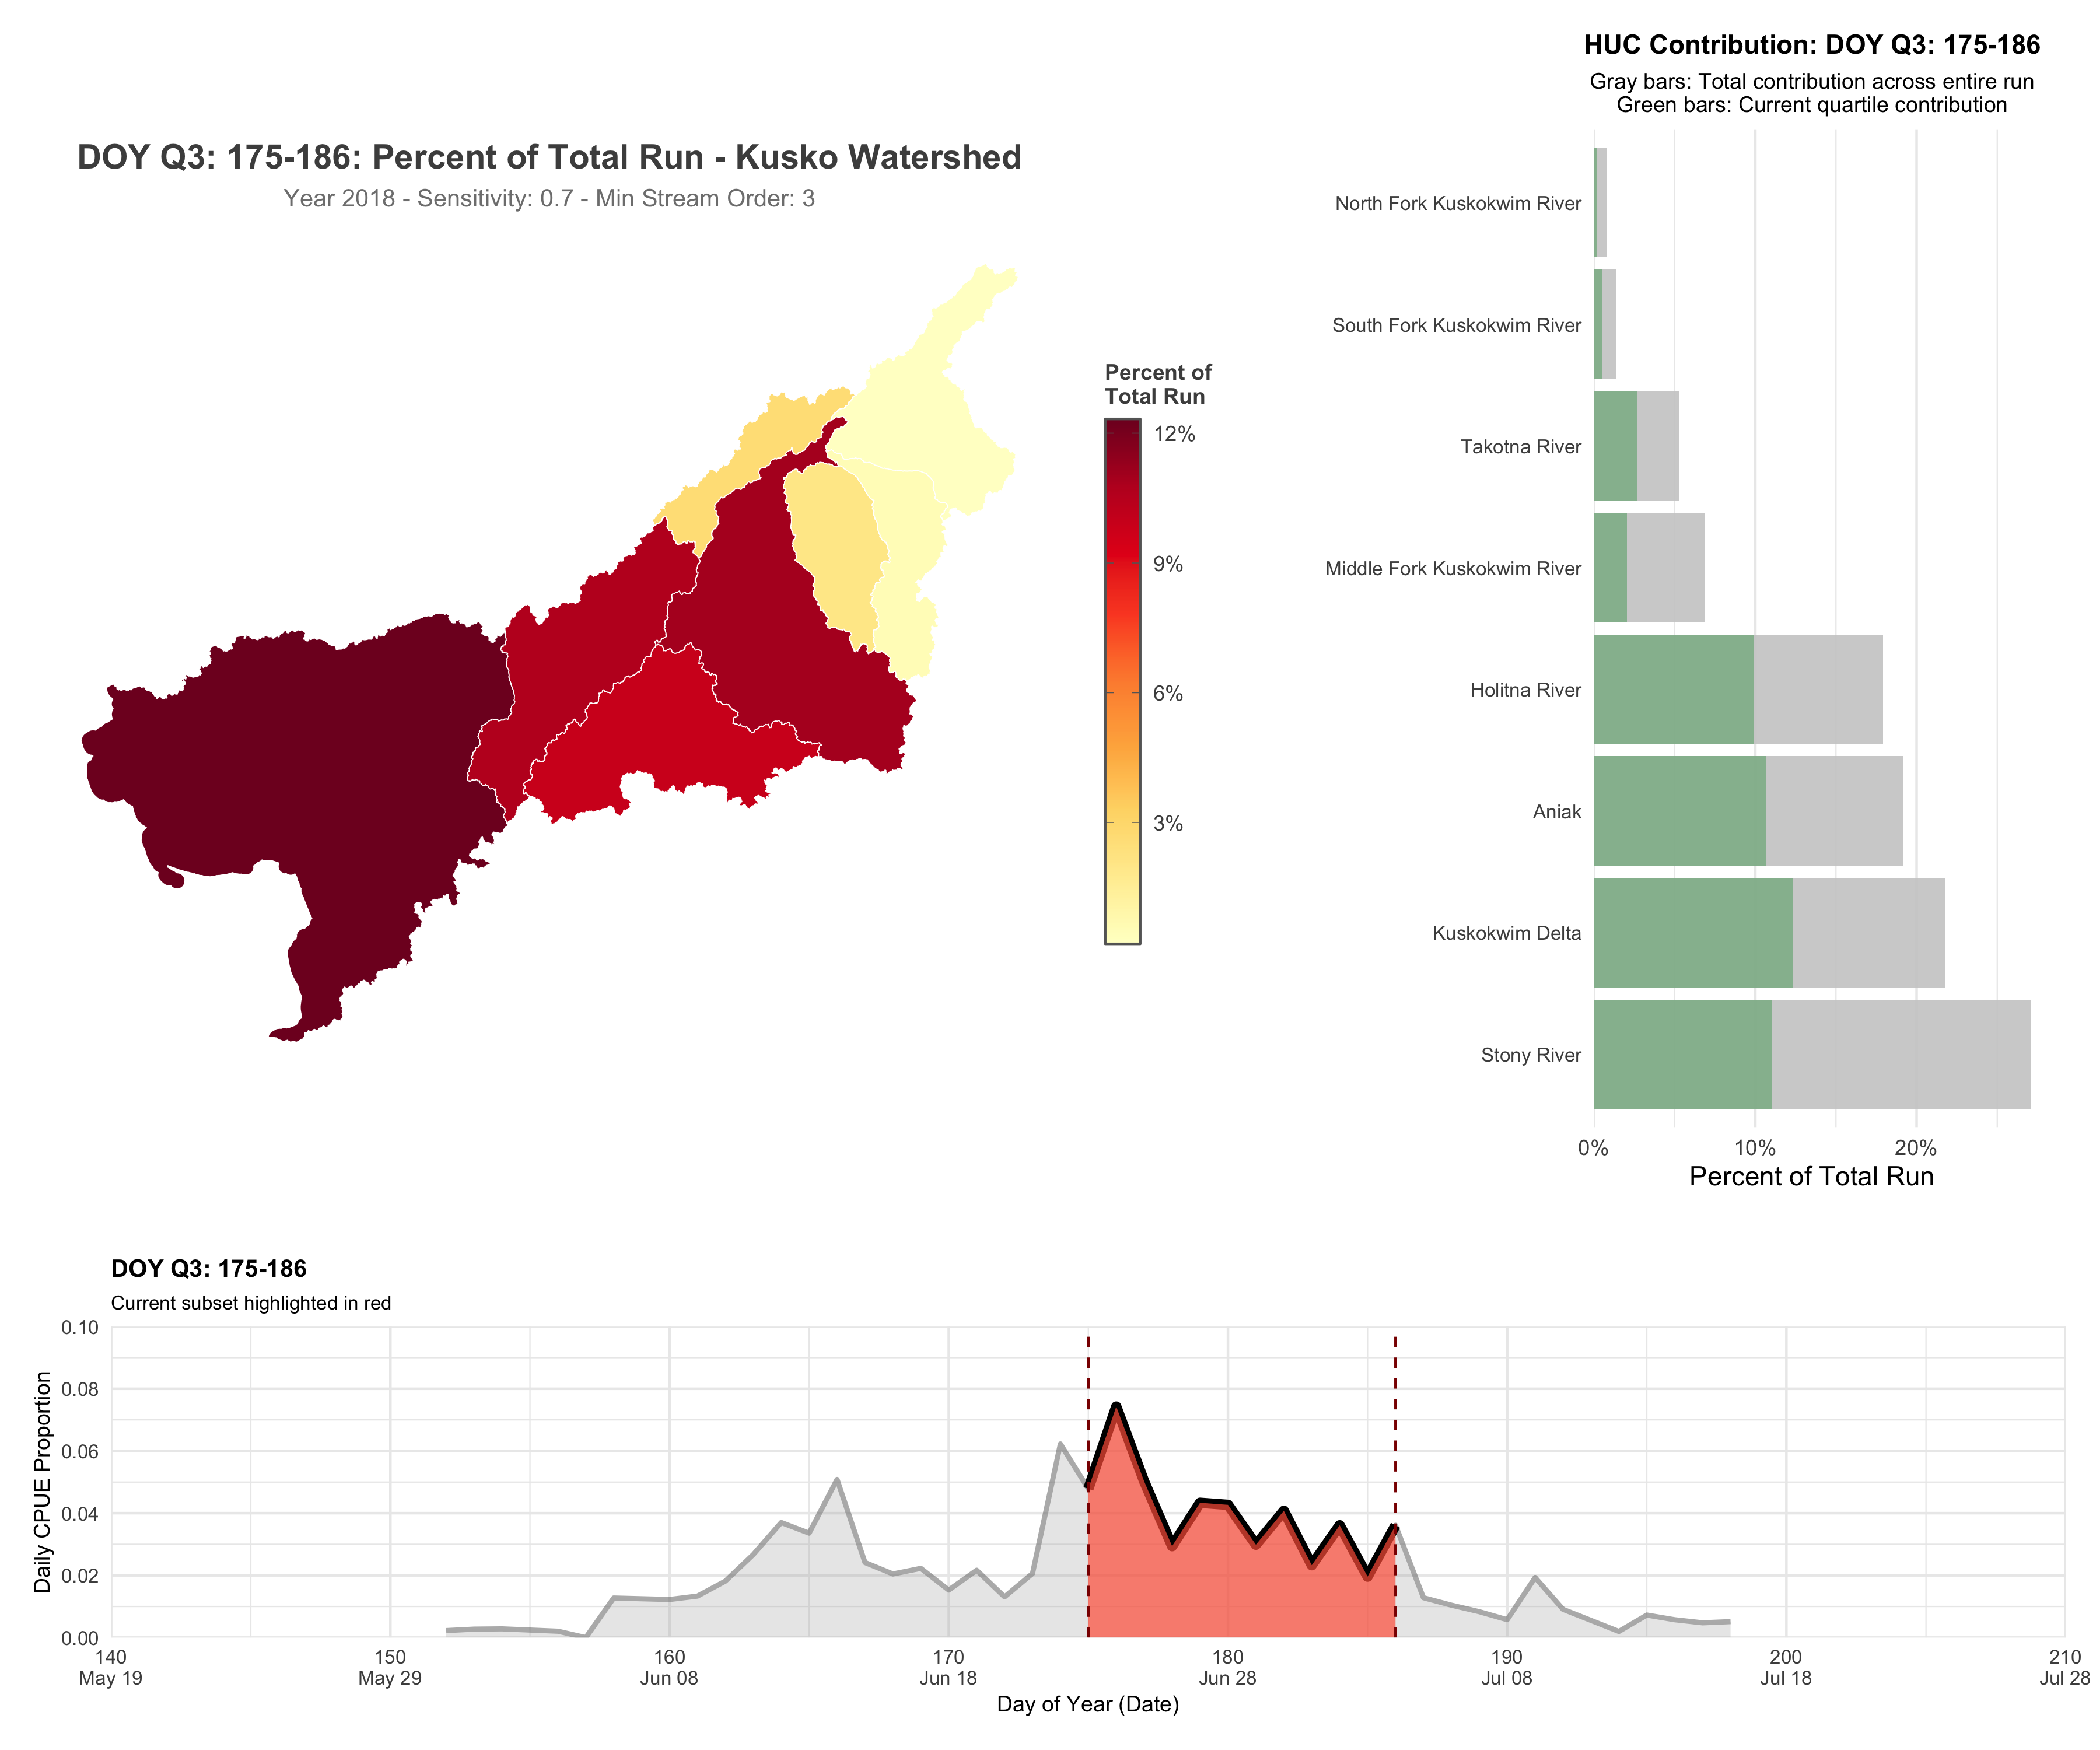 DOY Q3: 175-186: Percent of Total Run - Kusko Watershed
Year 2018 - Sensitivity: 0.7 - Min Stream Order: 3
Percent of
Total Run
12%
9%
6%
3%
HUC Contribution: DOY Q3: 175-186
Gray bars: Total contribution across entire run
Green bars: Current quartile contribution
North Fork Kuskokwim River
South Fork Kuskokwim River
Takotna River
Middle Fork Kuskokwim River
Holitna River
Aniak
Kuskokwim Delta
Stony River
0% 10% 20%
Percent of Total Run
DOY Q3: 175-186
Current subset highlighted in red
Daily CPUE Proportion
0.10
0.08
0.06
0.04
0.02
0.00
140 150 160 170 180 190 200 210
May 19 May 29 Jun 08 Jun 18 Jun 28 Jul 08 Jul 18 Jul 28
Day of Year (Date)